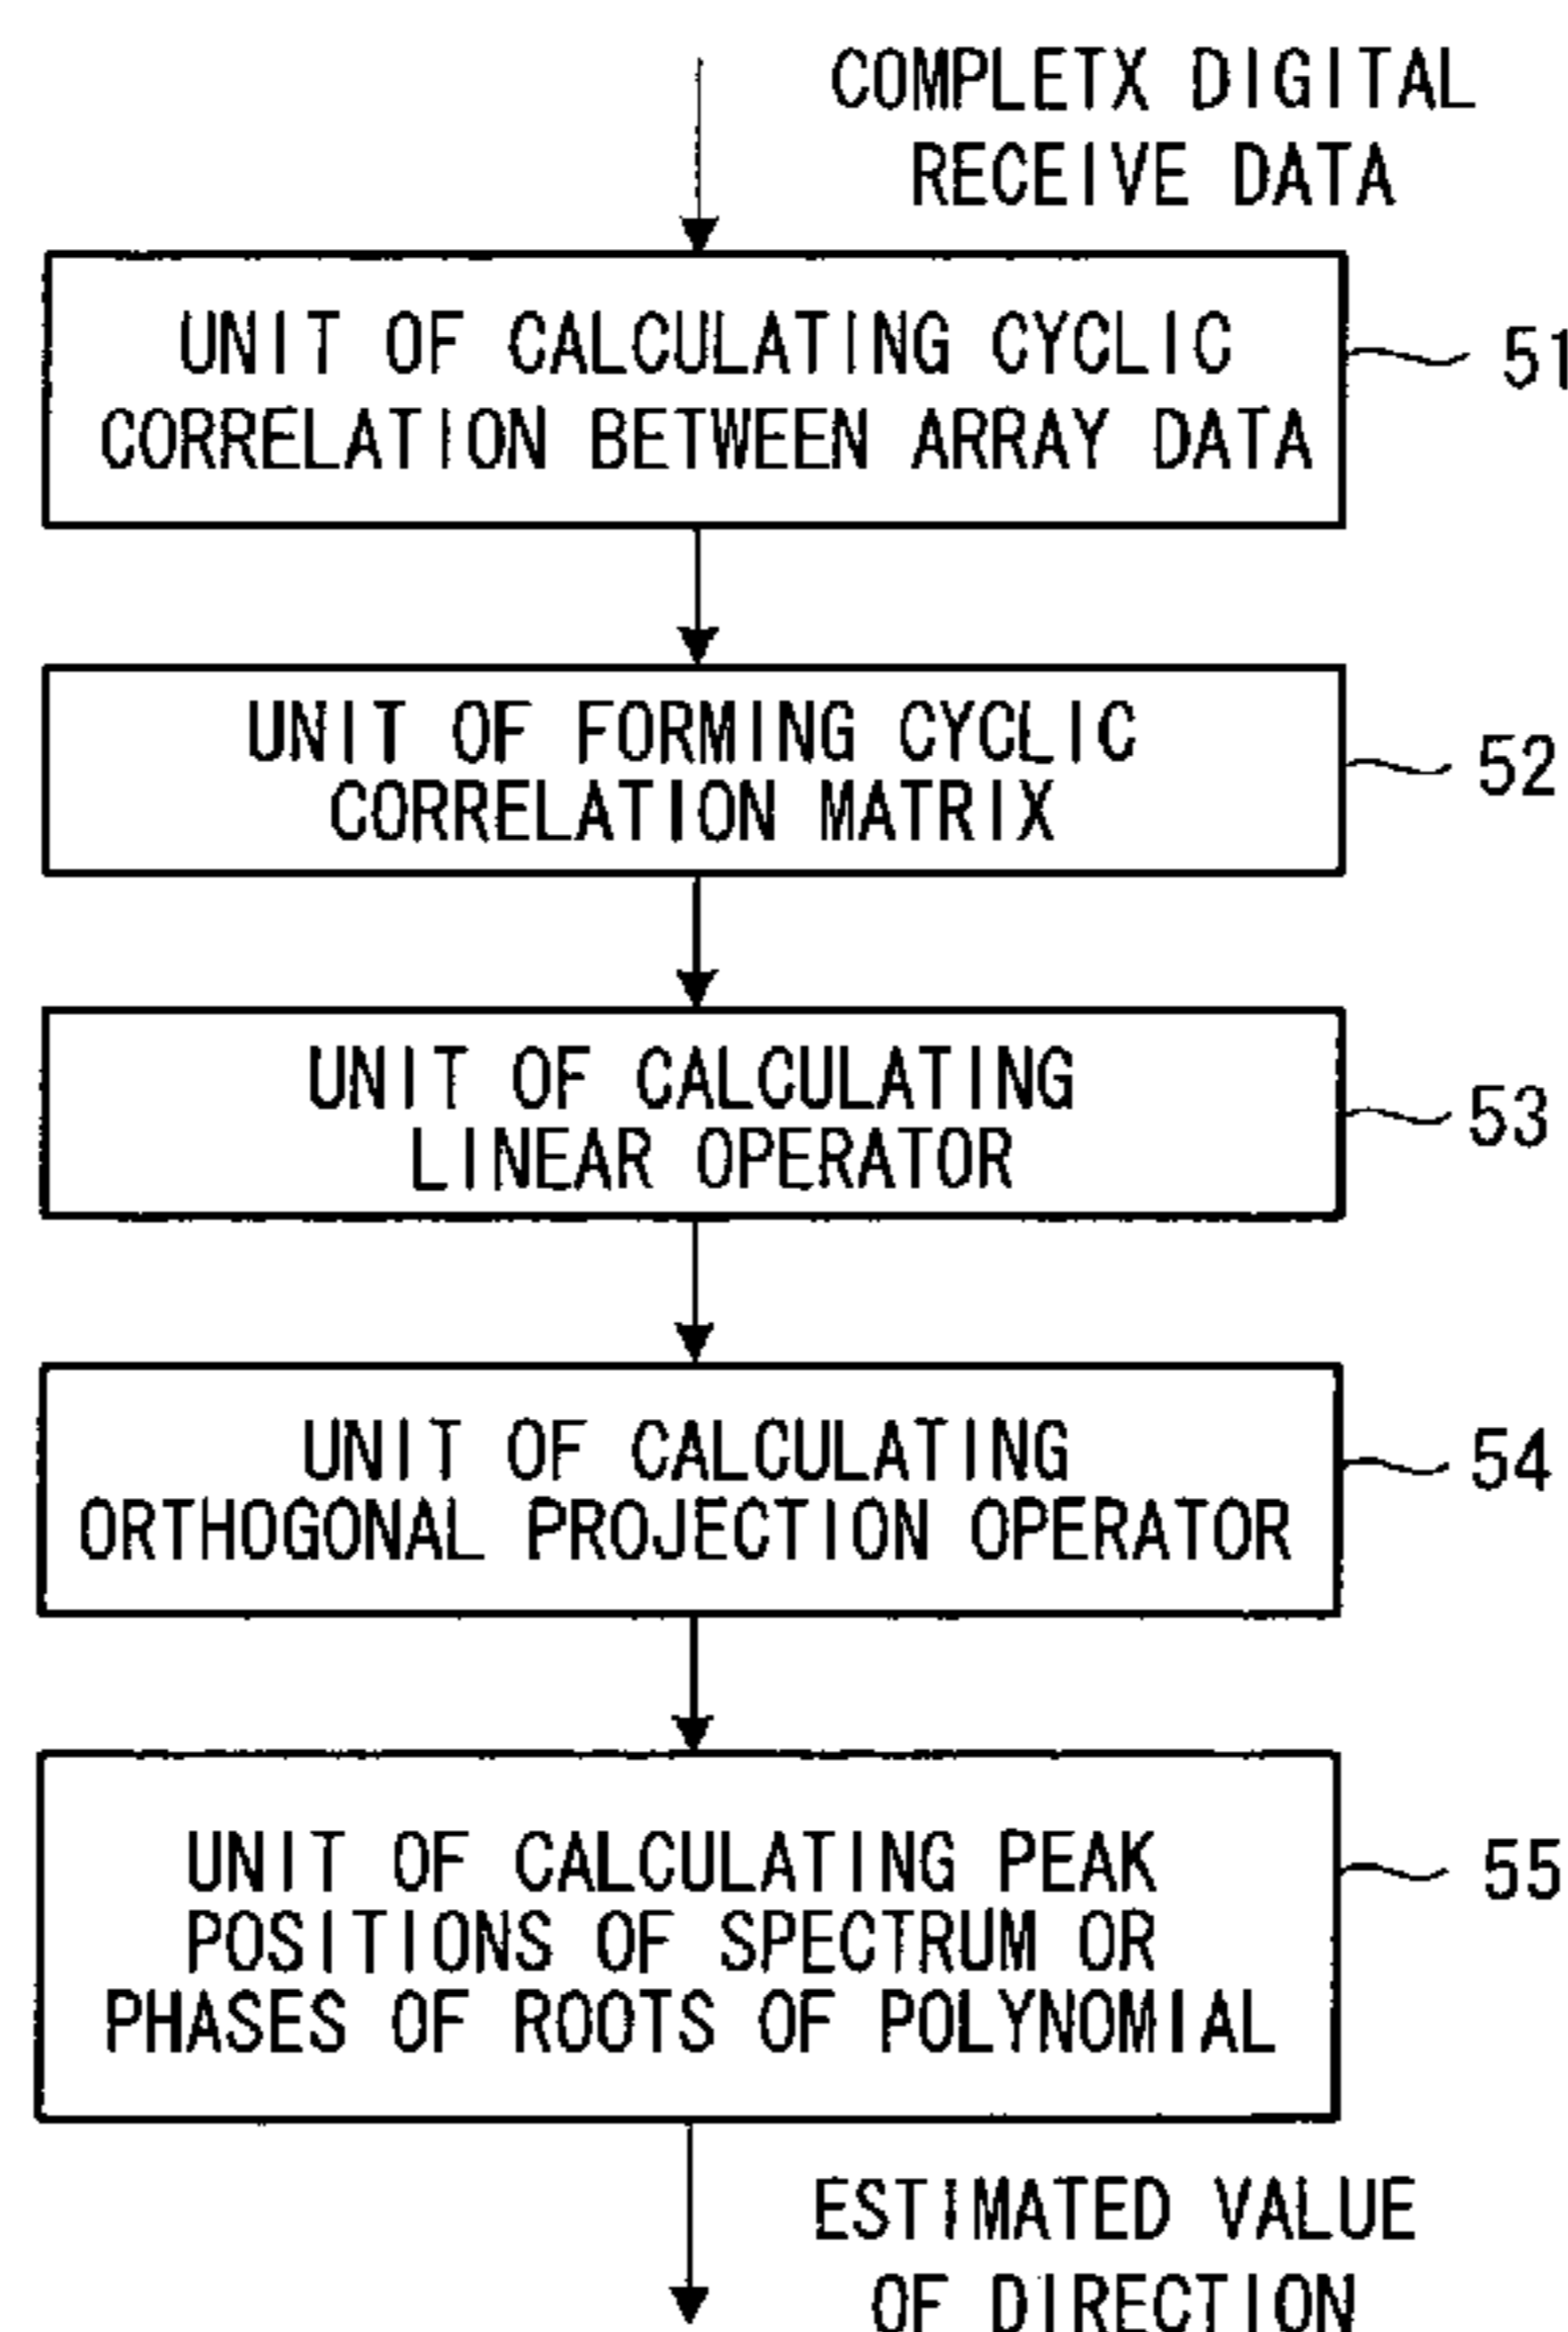 COMPLETX DIGITAL
RECEIVE DATA
UNIT OF CALCULATING CYCLIC
CORRELATION BETWEEN ARRAY DATA
51
UNIT OF FORMING CYCLIC
CORRELATION MATRIX
52
UNIT OF CALCULATING
LINEAR OPERATOR
53
UNIT OF CALCULATING
ORTHOGONAL PROJECTION OPERATOR
54
UNIT OF CALCULATING PEAK
POSITIONS OF SPECTRUM OR
PHASES OF ROOTS OF POLYNOMIAL
55
ESTIMATED VALUE
OF DIRECTION